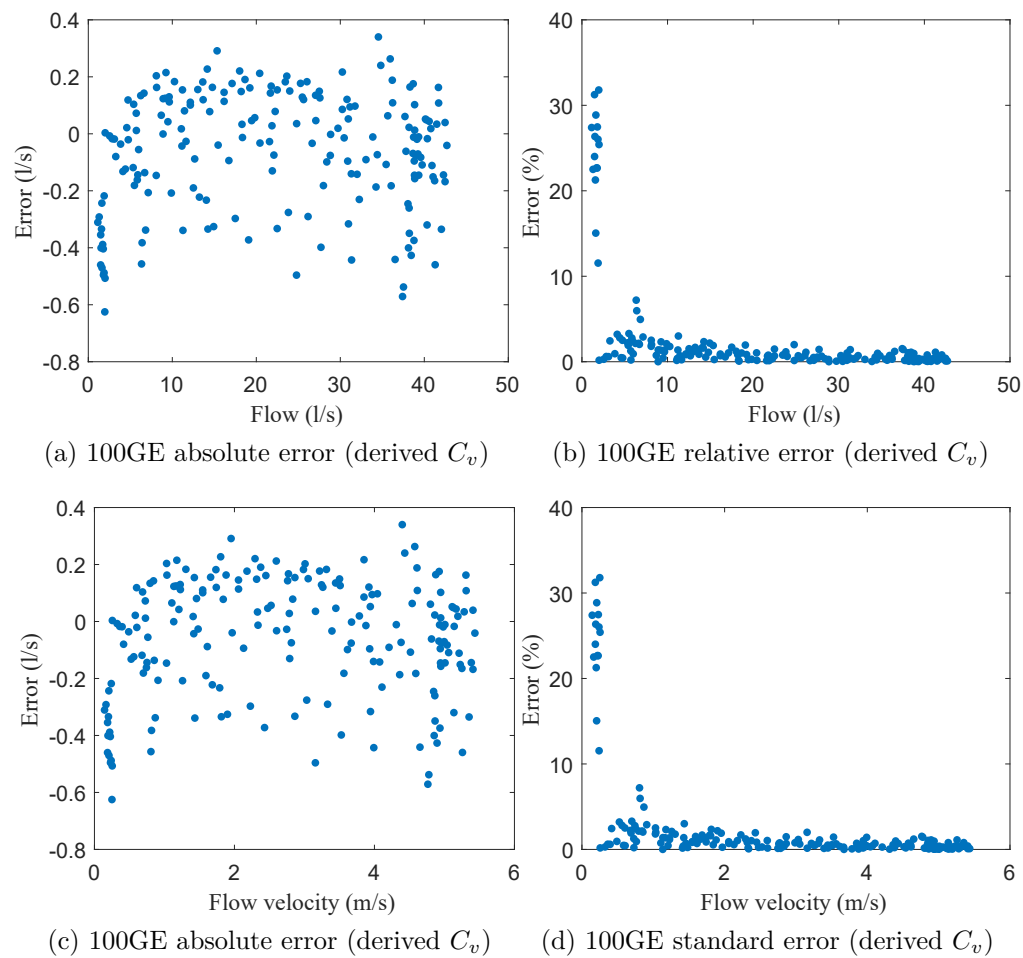 0.4
0.2
0
-0.2
-0.4
-0.6
-0.8
Error (l/s)
0 10 20 30 40 50
Flow (l/s)
(a) 100GE absolute error (derived C_v)
40
30
20
10
0
Error (%)
0 10 20 30 40 50
Flow (l/s)
(b) 100GE relative error (derived C_v)
0.4
0.2
0
-0.2
-0.4
-0.6
-0.8
Error (l/s)
0 2 4 6
Flow velocity (m/s)
(c) 100GE absolute error (derived C_v)
40
30
20
10
0
Error (%)
0 2 4 6
Flow velocity (m/s)
(d) 100GE standard error (derived C_v)